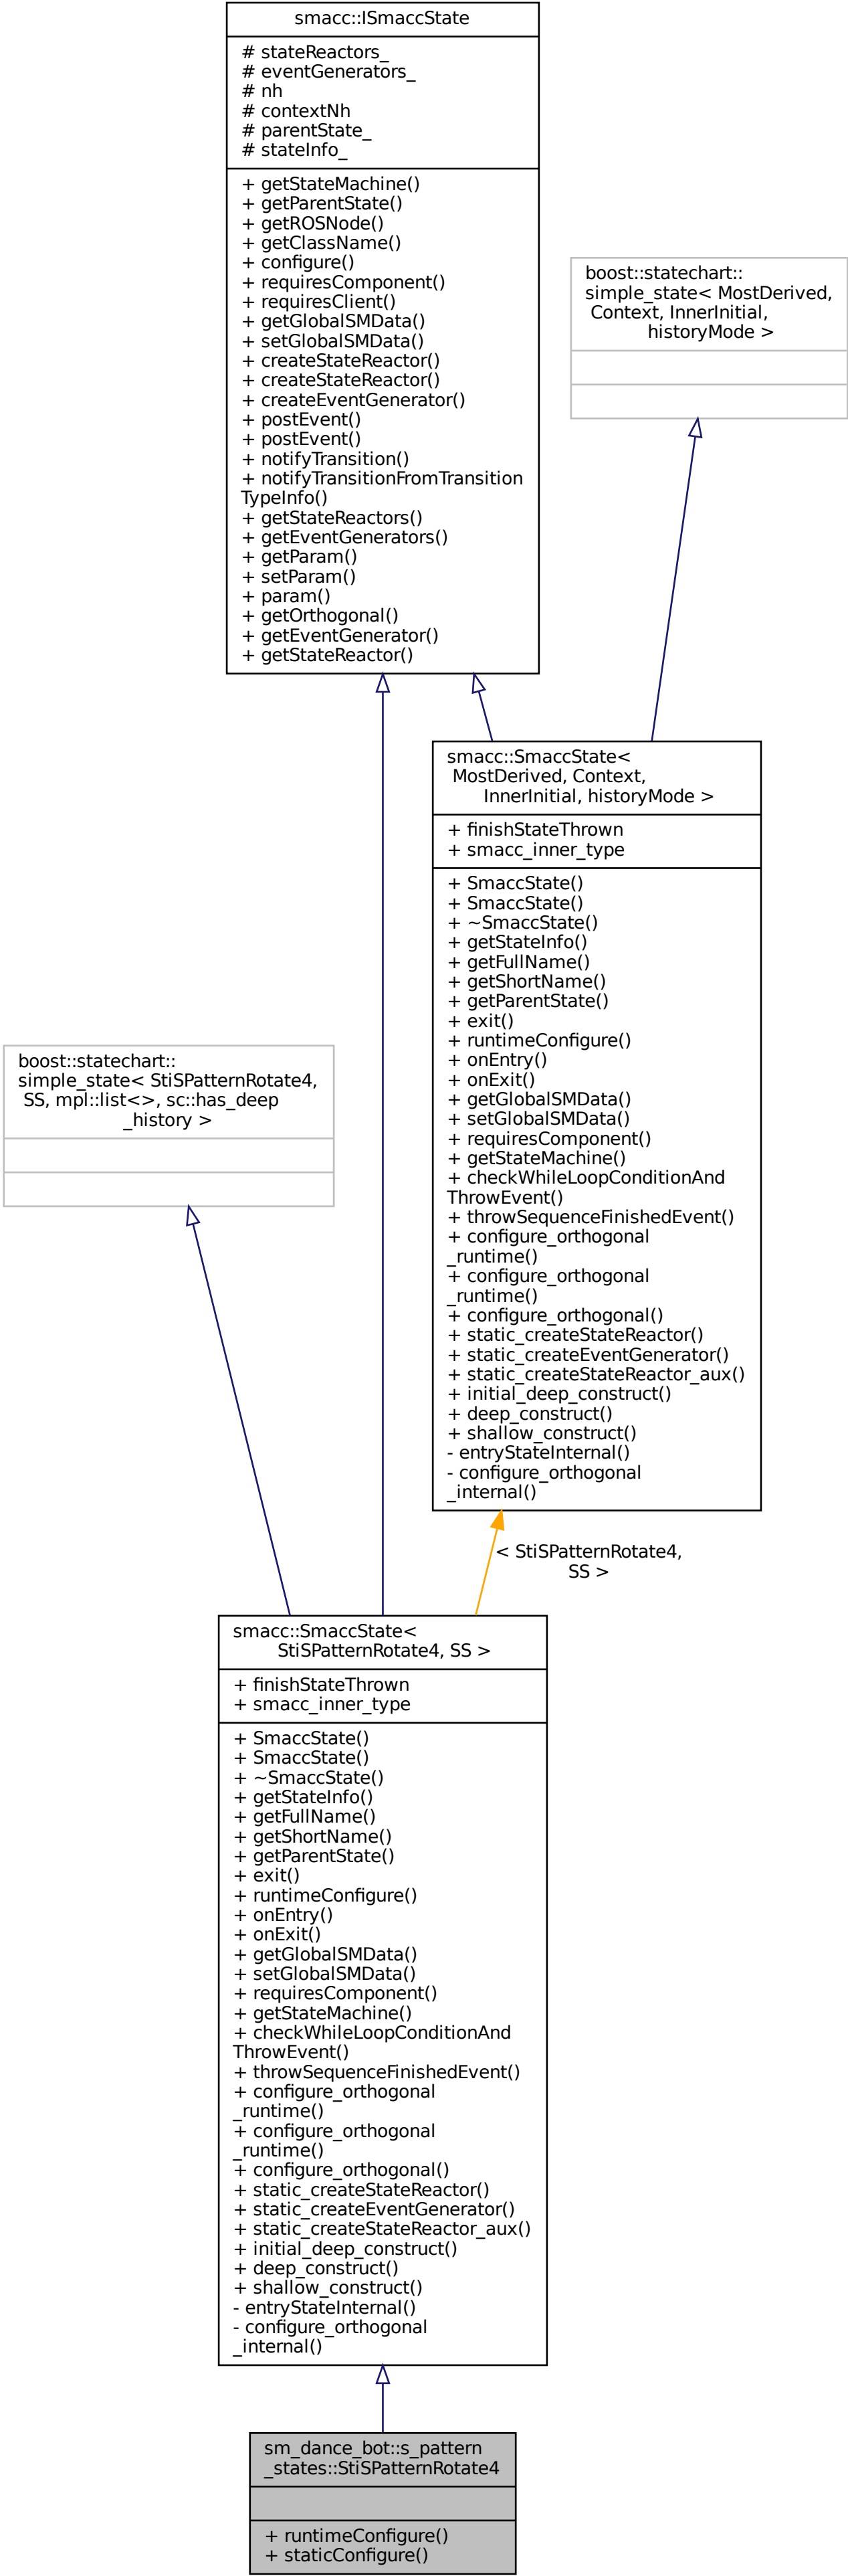 smacc::ISmaccState
# stateReactors_
# eventGenerators_
# nh
# contextNh
# parentState_
# stateInfo_
+ getStateMachine()
+ getParentState()
+ getROSNode()
+ getClassName()
+ configure()
+ requiresComponent()
+ requiresClient()
+ getGlobalSMData()
+ setGlobalSMData()
+ createStateReactor()
+ createStateReactor()
+ createEventGenerator()
+ postEvent()
+ postEvent()
+ notifyTransition()
+ notifyTransitionFromTransition
TypeInfo()
+ getStateReactors()
+ getEventGenerators()
+ getParam()
+ setParam()
+ param()
+ getOrthogonal()
+ getEventGenerator()
+ getStateReactor()
boost::statechart::
simple_state< MostDerived,
Context, InnerInitial,
historyMode >
smacc::SmaccState<
MostDerived, Context,
InnerInitial, historyMode >
+ finishStateThrown
+ smacc_inner_type
+ SmaccState()
+ SmaccState()
+ ~SmaccState()
+ getStateInfo()
+ getFullName()
+ getShortName()
+ getParentState()
+ exit()
+ runtimeConfigure()
+ onEntry()
+ onExit()
+ getGlobalSMData()
+ setGlobalSMData()
+ requiresComponent()
+ getStateMachine()
+ checkWhileLoopConditionAnd
ThrowEvent()
+ throwSequenceFinishedEvent()
+ configure_orthogonal
_runtime()
+ configure_orthogonal
_runtime()
+ configure_orthogonal()
+ static_createStateReactor()
+ static_createEventGenerator()
+ static_createStateReactor_aux()
+ initial_deep_construct()
+ deep_construct()
+ shallow_construct()
- entryStateInternal()
- configure_orthogonal
_internal()
boost::statechart::
simple_state< StiSPatternRotate4,
SS, mpl::list<>, sc::has_deep
_history >
< StiSPatternRotate4,
SS >
smacc::SmaccState<
StiSPatternRotate4, SS >
+ finishStateThrown
+ smacc_inner_type
+ SmaccState()
+ SmaccState()
+ ~SmaccState()
+ getStateInfo()
+ getFullName()
+ getShortName()
+ getParentState()
+ exit()
+ runtimeConfigure()
+ onEntry()
+ onExit()
+ getGlobalSMData()
+ setGlobalSMData()
+ requiresComponent()
+ getStateMachine()
+ checkWhileLoopConditionAnd
ThrowEvent()
+ throwSequenceFinishedEvent()
+ configure_orthogonal
_runtime()
+ configure_orthogonal
_runtime()
+ configure_orthogonal()
+ static_createStateReactor()
+ static_createEventGenerator()
+ static_createStateReactor_aux()
+ initial_deep_construct()
+ deep_construct()
+ shallow_construct()
- entryStateInternal()
- configure_orthogonal
_internal()
sm_dance_bot::s_pattern
_states::StiSPatternRotate4
+ runtimeConfigure()
+ staticConfigure()